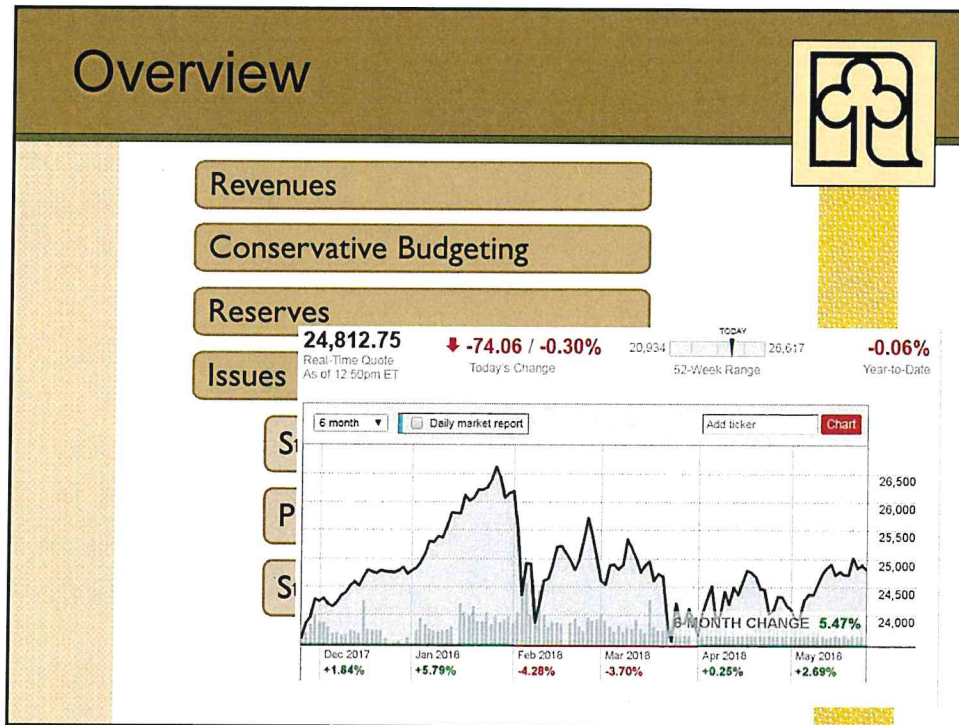 Overview
Revenues
Conservative Budgeting
Reserves
Issues
St
P
St
24,812.75
Real-Time Quote
As of 12:50pm ET
-74.06 / -0.30%
Today's Change
TODAY
20,934
26,617
52-Week Range
-0.06%
Year-to-Date
6 month
Daily market report
Add ticker
Chart
26,500
26,000
25,500
25,000
24,500
24,000
6-MONTH CHANGE 5.47%
Dec 2017
+1.84%
Jan 2018
+5.79%
Feb 2018
-4.28%
Mar 2018
-3.70%
Apr 2018
+0.25%
May 2018
+2.69%